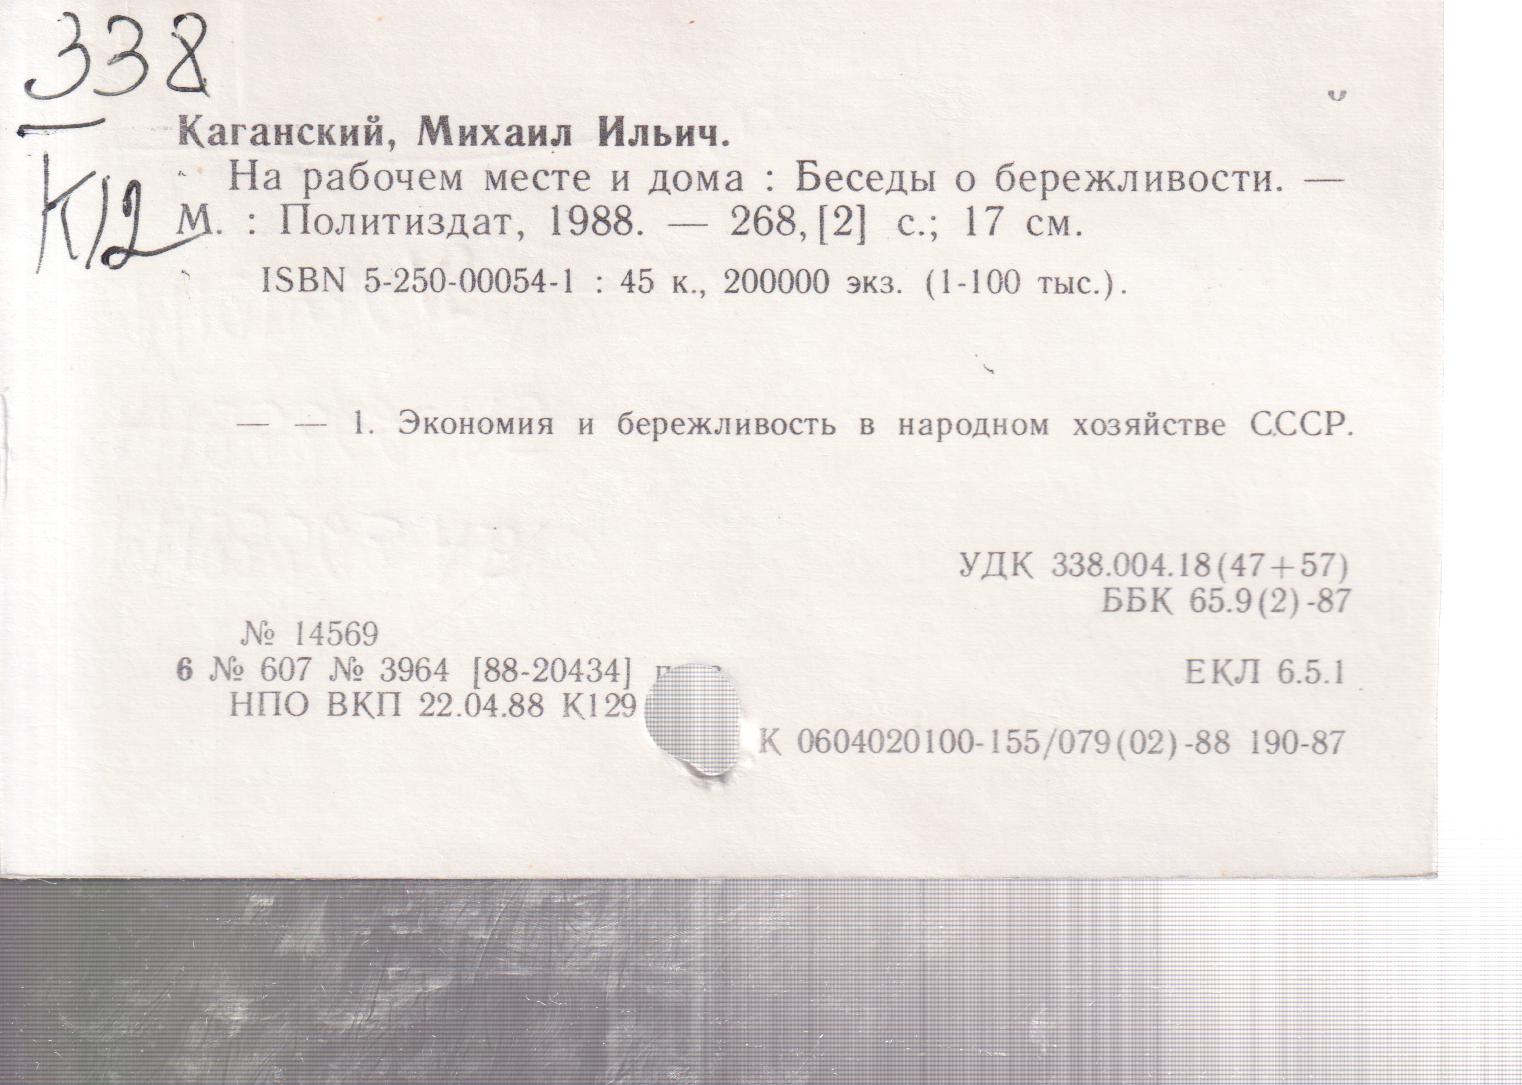 338
К12
Каганский, Михаил Ильич.
На рабочем месте и дома : Беседы о бережливости. —
М. : Политиздат, 1988. — 268, [2] с.; 17 см.
ISBN 5-250-00054-1 : 45 к., 200000 экз. (1-100 тыс.).
— — 1. Экономия и бережливость в народном хозяйстве СССР.
УДК 338.004.18(47+57)
ББК 65.9(2)-87
№ 14569
6 № 607 № 3964 [88-20434]
ЕКЛ 6.5.1
НПО ВКП 22.04.88 К129
К 0604020100-155/079(02)-88 190-87